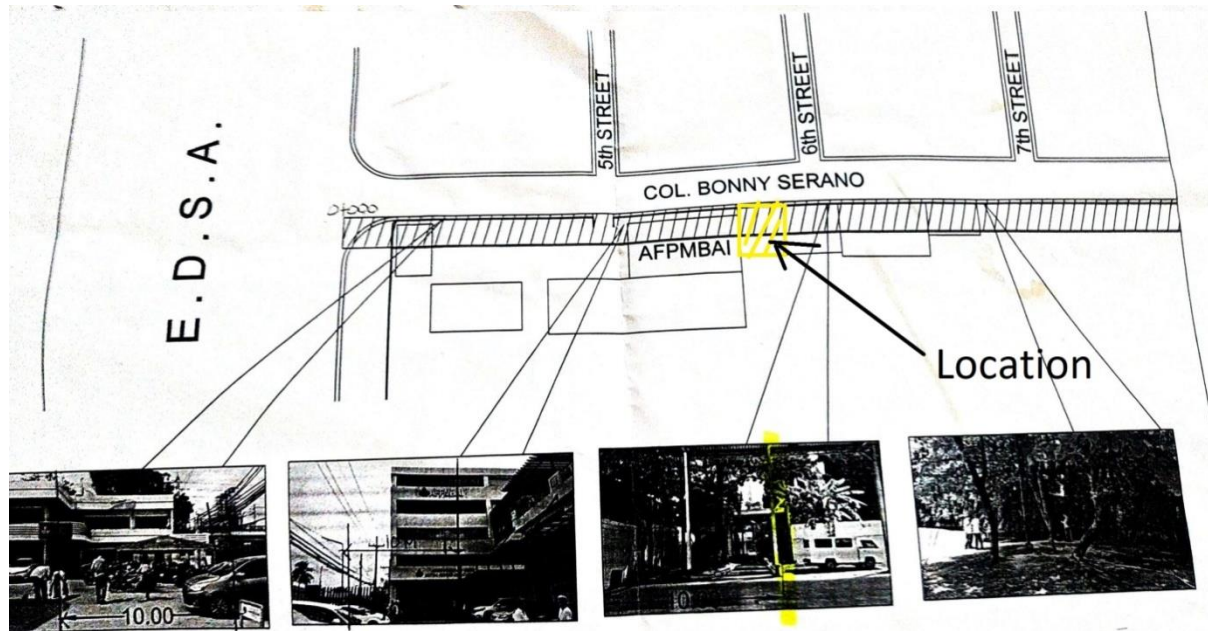 E.D.S.A.
5th STREET
6th STREET
7th STREET
COL. BONNY SERANO
0+000
AFPMBAI
Location
10.00